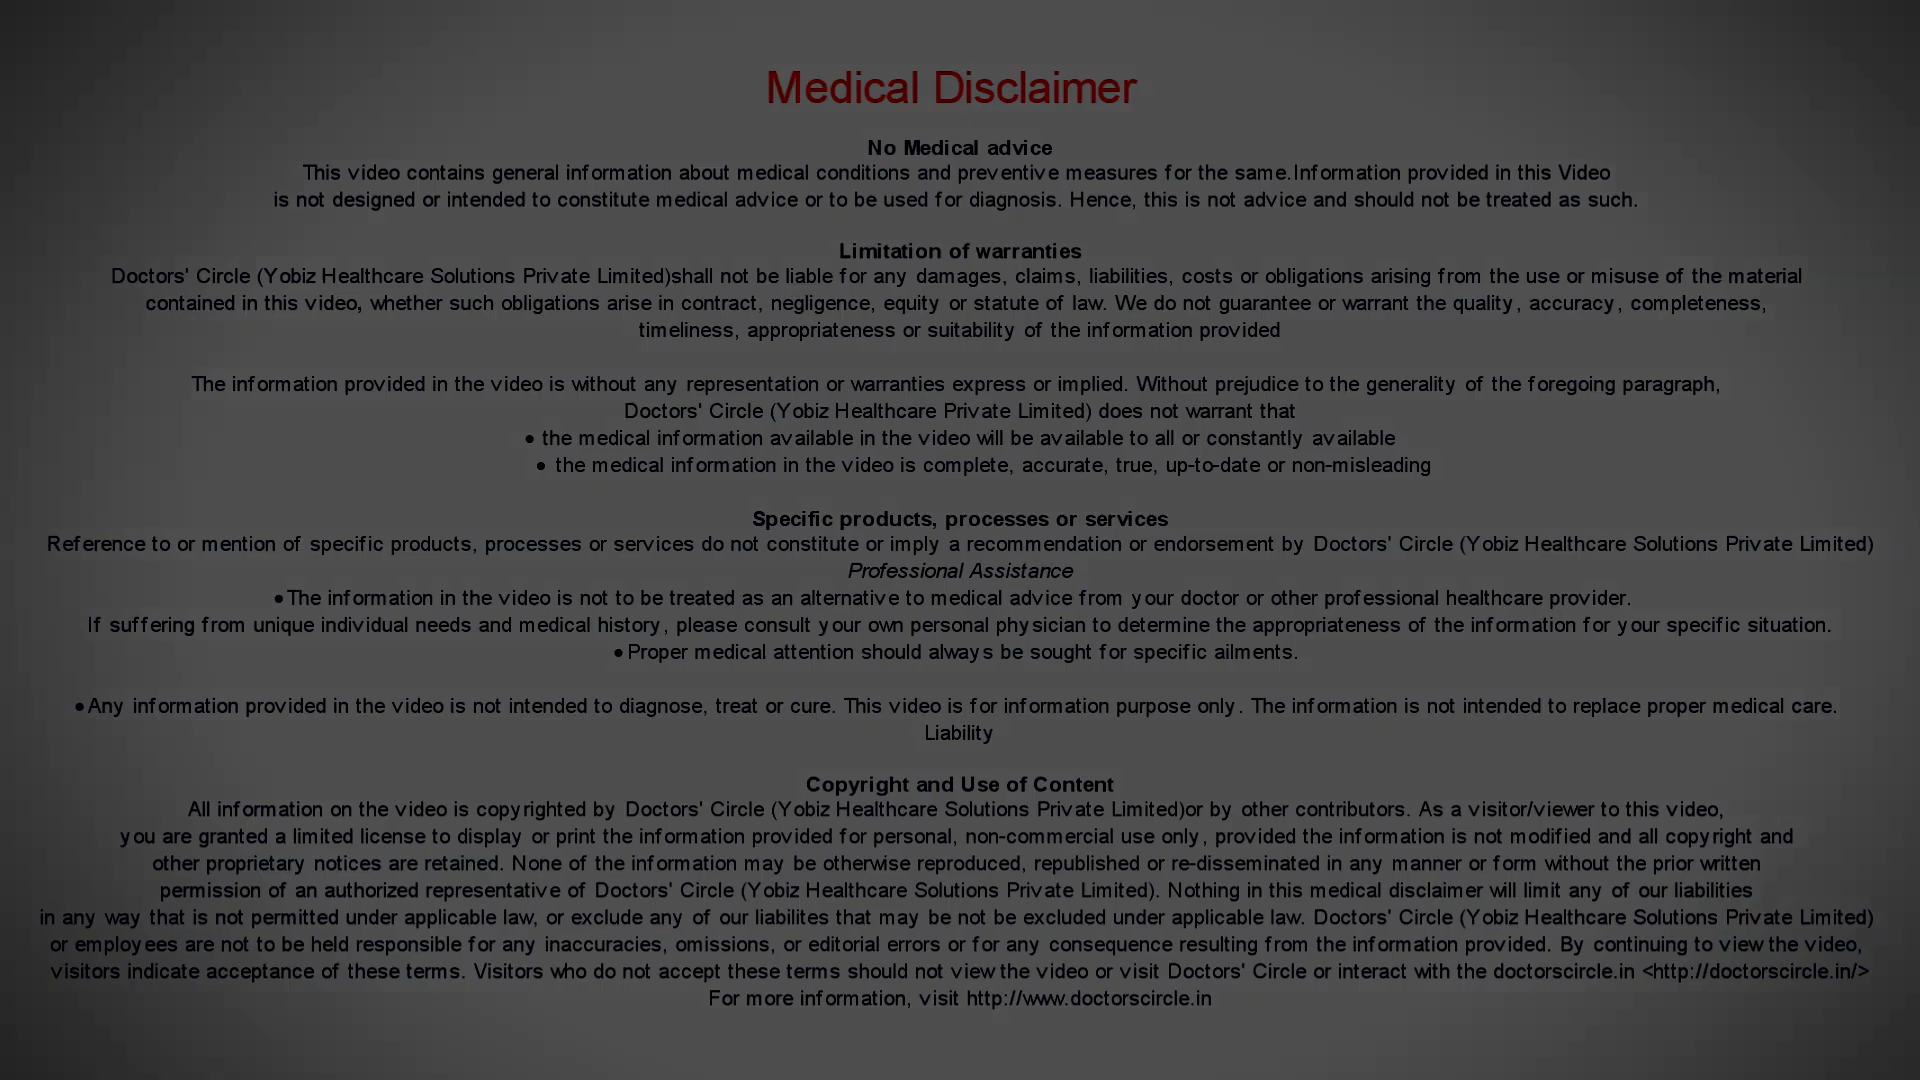 Medical Disclaimer
No Medical advice
This video contains general information about medical conditions and preventive measures for the same.Information provided in this Video
is not designed or intended to constitute medical advice or to be used for diagnosis. Hence, this is not advice and should not be treated as such.
Limitation of warranties
Doctors' Circle (Yobiz Healthcare Solutions Private Limited)shall not be liable for any damages, claims, liabilities, costs or obligations arising from the use or misuse of the material
contained in this video, whether such obligations arise in contract, negligence, equity or statute of law. We do not guarantee or warrant the quality, accuracy, completeness,
timeliness, appropriateness or suitability of the information provided
The information provided in the video is without any representation or warranties express or implied. Without prejudice to the generality of the foregoing paragraph,
Doctors' Circle (Yobiz Healthcare Private Limited) does not warrant that
• the medical information available in the video will be available to all or constantly available
• the medical information in the video is complete, accurate, true, up-to-date or non-misleading
Specific products, processes or services
Reference to or mention of specific products, processes or services do not constitute or imply a recommendation or endorsement by Doctors' Circle (Yobiz Healthcare Solutions Private Limited)
Professional Assistance
•The information in the video is not to be treated as an alternative to medical advice from your doctor or other professional healthcare provider.
If suffering from unique individual needs and medical history, please consult your own personal physician to determine the appropriateness of the information for your specific situation.
•Proper medical attention should always be sought for specific ailments.
•Any information provided in the video is not intended to diagnose, treat or cure. This video is for information purpose only. The information is not intended to replace proper medical care.
Liability
Copyright and Use of Content
All information on the video is copyrighted by Doctors' Circle (Yobiz Healthcare Solutions Private Limited)or by other contributors. As a visitor/viewer to this video,
you are granted a limited license to display or print the information provided for personal, non-commercial use only, provided the information is not modified and all copyright and
other proprietary notices are retained. None of the information may be otherwise reproduced, republished or re-disseminated in any manner or form without the prior written
permission of an authorized representative of Doctors' Circle (Yobiz Healthcare Solutions Private Limited). Nothing in this medical disclaimer will limit any of our liabilities
in any way that is not permitted under applicable law, or exclude any of our liabilites that may be not be excluded under applicable law. Doctors' Circle (Yobiz Healthcare Solutions Private Limited)
or employees are not to be held responsible for any inaccuracies, omissions, or editorial errors or for any consequence resulting from the information provided. By continuing to view the video,
visitors indicate acceptance of these terms. Visitors who do not accept these terms should not view the video or visit Doctors' Circle or interact with the doctorscircle.in <http://doctorscircle.in/>
For more information, visit http://www.doctorscircle.in